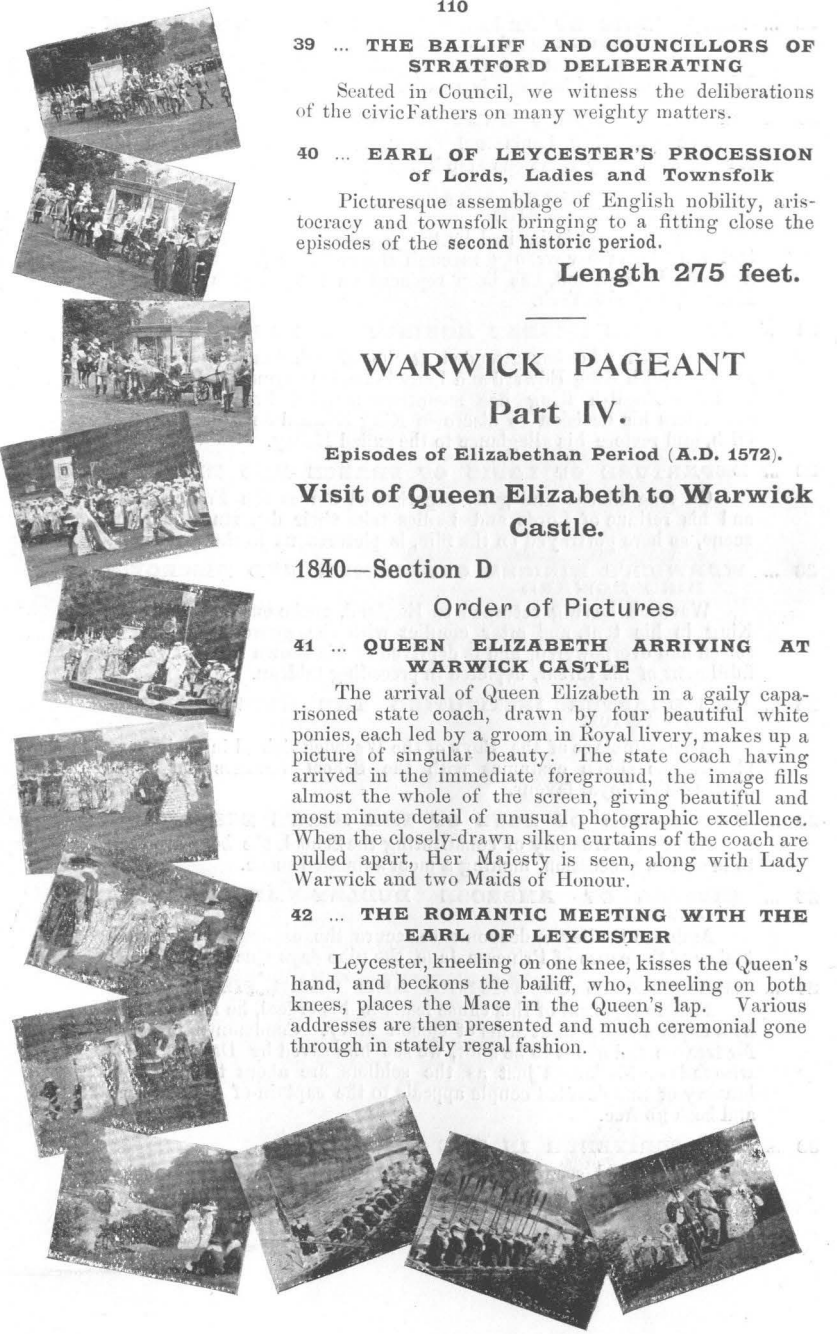 110
39 ... THE BAILIFF AND COUNCILLORS OF
STRATFORD DELIBERATING
Seated in Council, we witness the deliberations
of the civicFathers on many weighty matters.
40 ... EARL OF LEYCESTER'S PROCESSION
of Lords, Ladies and Townsfolk
Picturesque assemblage of English nobility, aris-
tocracy and townsfolk bringing to a fitting close the
episodes of the second historic period.
Length 275 feet.
WARWICK PAGEANT
Part IV.
Episodes of Elizabethan Period (A.D. 1572).
Visit of Queen Elizabeth to Warwick
Castle.
1840—Section D
Order of Pictures
41 ... QUEEN ELIZABETH ARRIVING AT
WARWICK CASTLE
The arrival of Queen Elizabeth in a gaily capa-
risoned state coach, drawn by four beautiful white
ponies, each led by a groom in Royal livery, makes up a
picture of singular beauty. The state coach having
arrived in the immediate foreground, the image fills
almost the whole of the screen, giving beautiful and
most minute detail of unusual photographic excellence.
When the closely-drawn silken curtains of the coach are
pulled apart, Her Majesty is seen, along with Lady
Warwick and two Maids of Honour.
42 ... THE ROMANTIC MEETING WITH THE
EARL OF LEYCESTER
Leycester, kneeling on one knee, kisses the Queen's
hand, and beckons the bailiff, who, kneeling on both
knees, places the Mace in the Queen's lap. Various
addresses are then presented and much ceremonial gone
through in stately regal fashion.